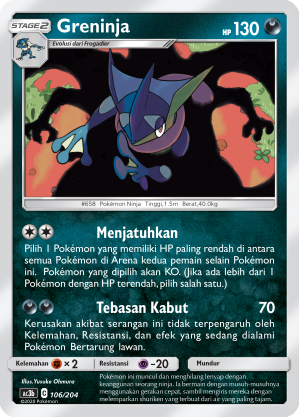 STAGE2 Greninja HP 130
Evolusi dari Frogadier
#658 Pokémon Ninja Tinggi,1.5m Berat,40.0kg
Menjatuhkan
Pilih 1 Pokémon yang memiliki HP paling rendah di antara
semua Pokémon di Arena kedua pemain selain Pokémon
ini. Pokémon yang dipilih akan KO. (Jika ada lebih dari 1
Pokémon dengan HP terendah, pilih salah satu.)
Tebasan Kabut 70
Kerusakan akibat serangan ini tidak terpengaruh oleh
Kelemahan, Resistansi, dan efek yang sedang dialami
Pokémon Bertarung lawan.
Kelemahan ×2 Resistansi -20 Mundur
Illus.Yusuke Ohmura
AC3b 106/204
©2020 Pokémon
Pokémon ini muncul dan menghilang lenyap dengan
keanggunan seorang ninja. Ia bermain dengan musuh-musuhnya
menggunakan gerakan cepat, sambil mengiris mereka
dengan melemparkan shuriken yang terbuat dari air yang paling tajam.